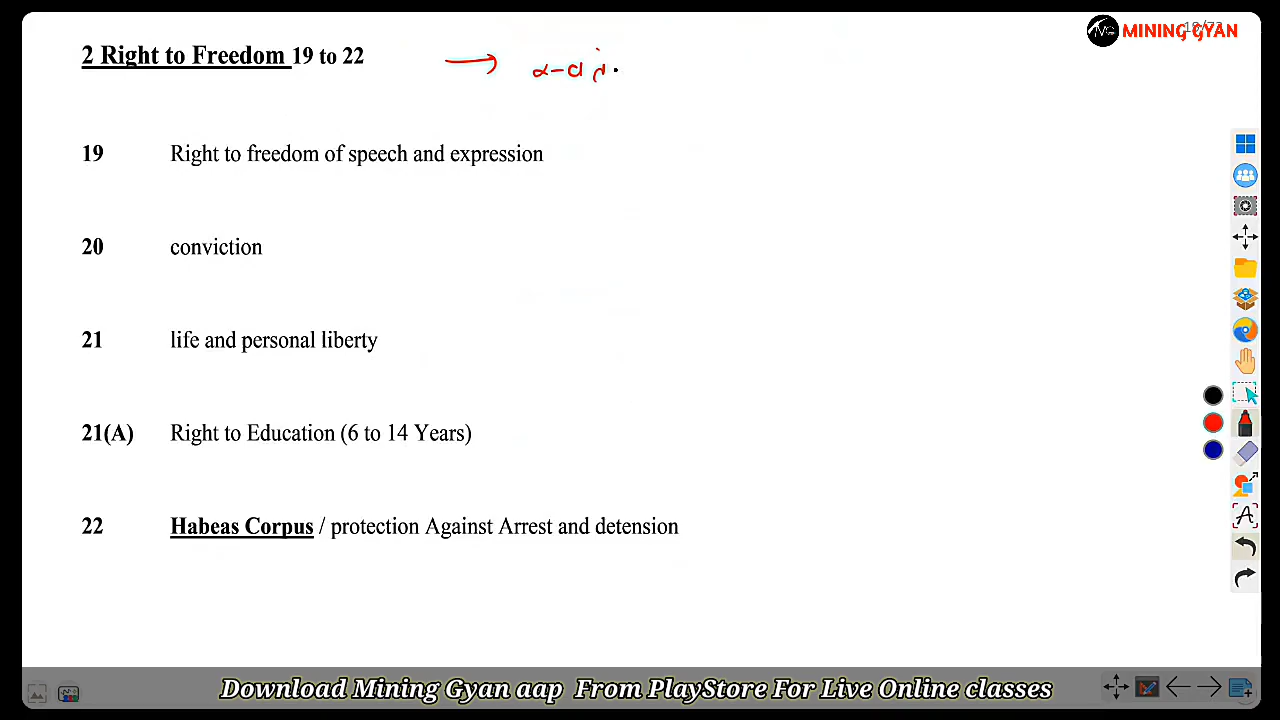 18/73
MINING GYAN
2 Right to Freedom 19 to 22
19 Right to freedom of speech and expression
20 conviction
21 life and personal liberty
21(A) Right to Education (6 to 14 Years)
22 Habeas Corpus / protection Against Arrest and detension
Download Mining Gyan aap From PlayStore For Live Online classes